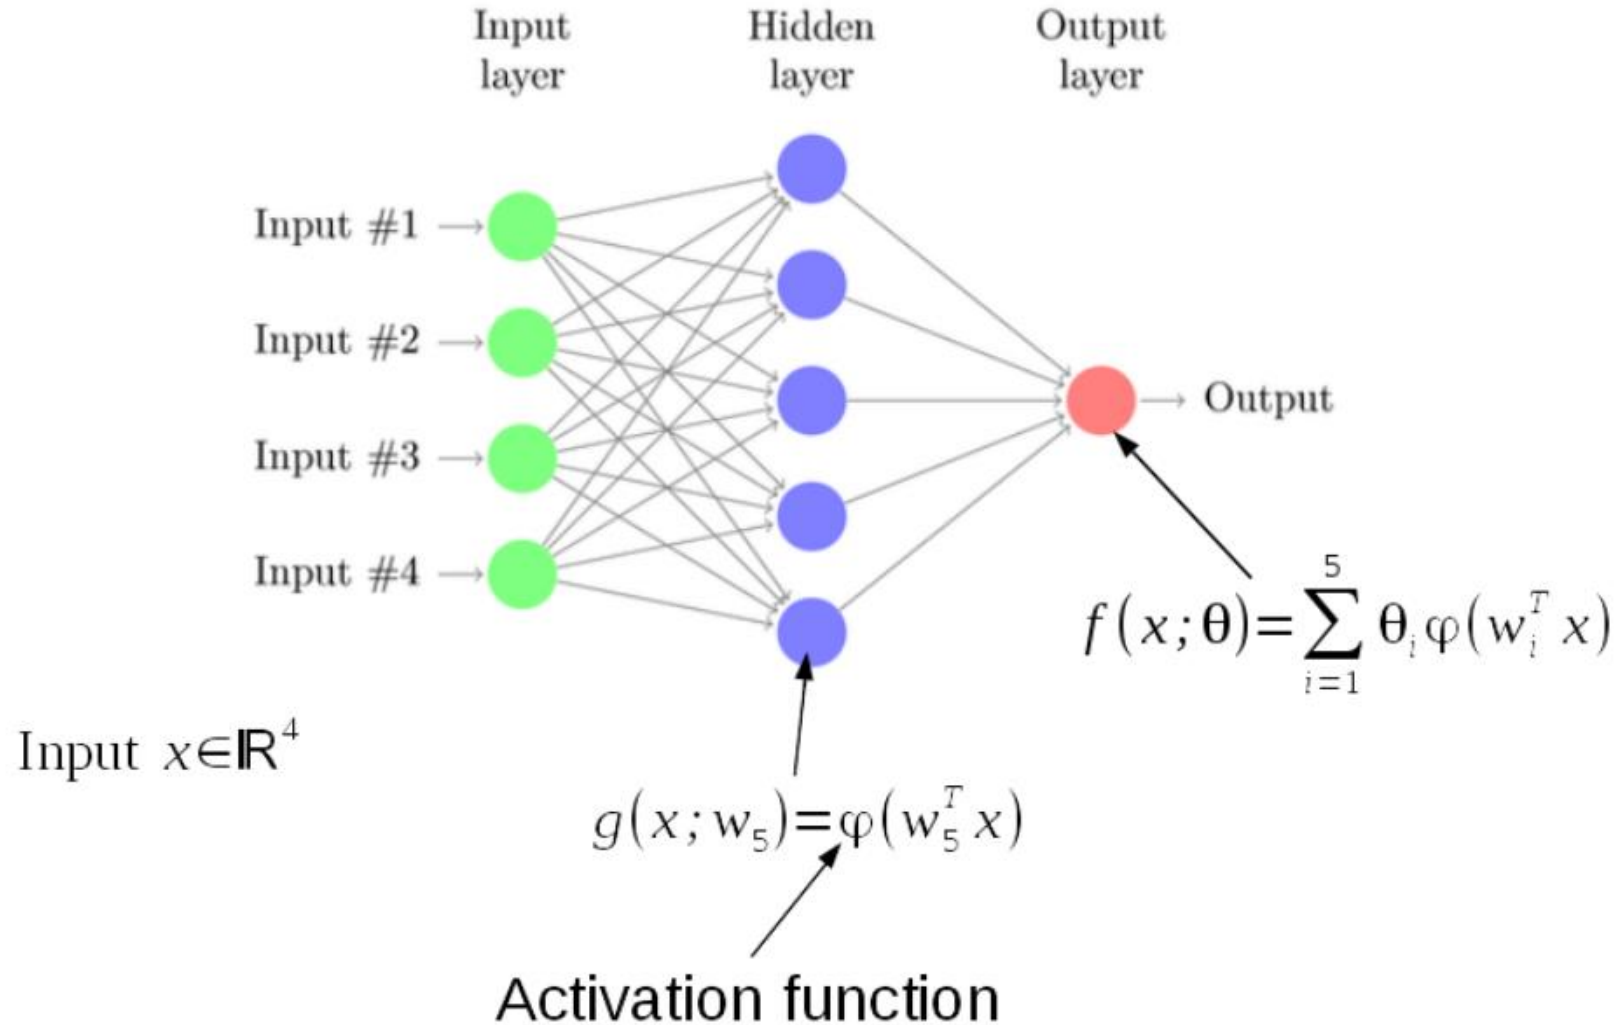 Input layer
Hidden layer
Output layer
Input #1
Input #2
Input #3
Input #4
Output
f(x;θ)=∑_{i=1}^{5} θ_i φ(w_i^T x)
Input x∈ℝ^4
g(x;w_5)=φ(w_5^T x)
Activation function